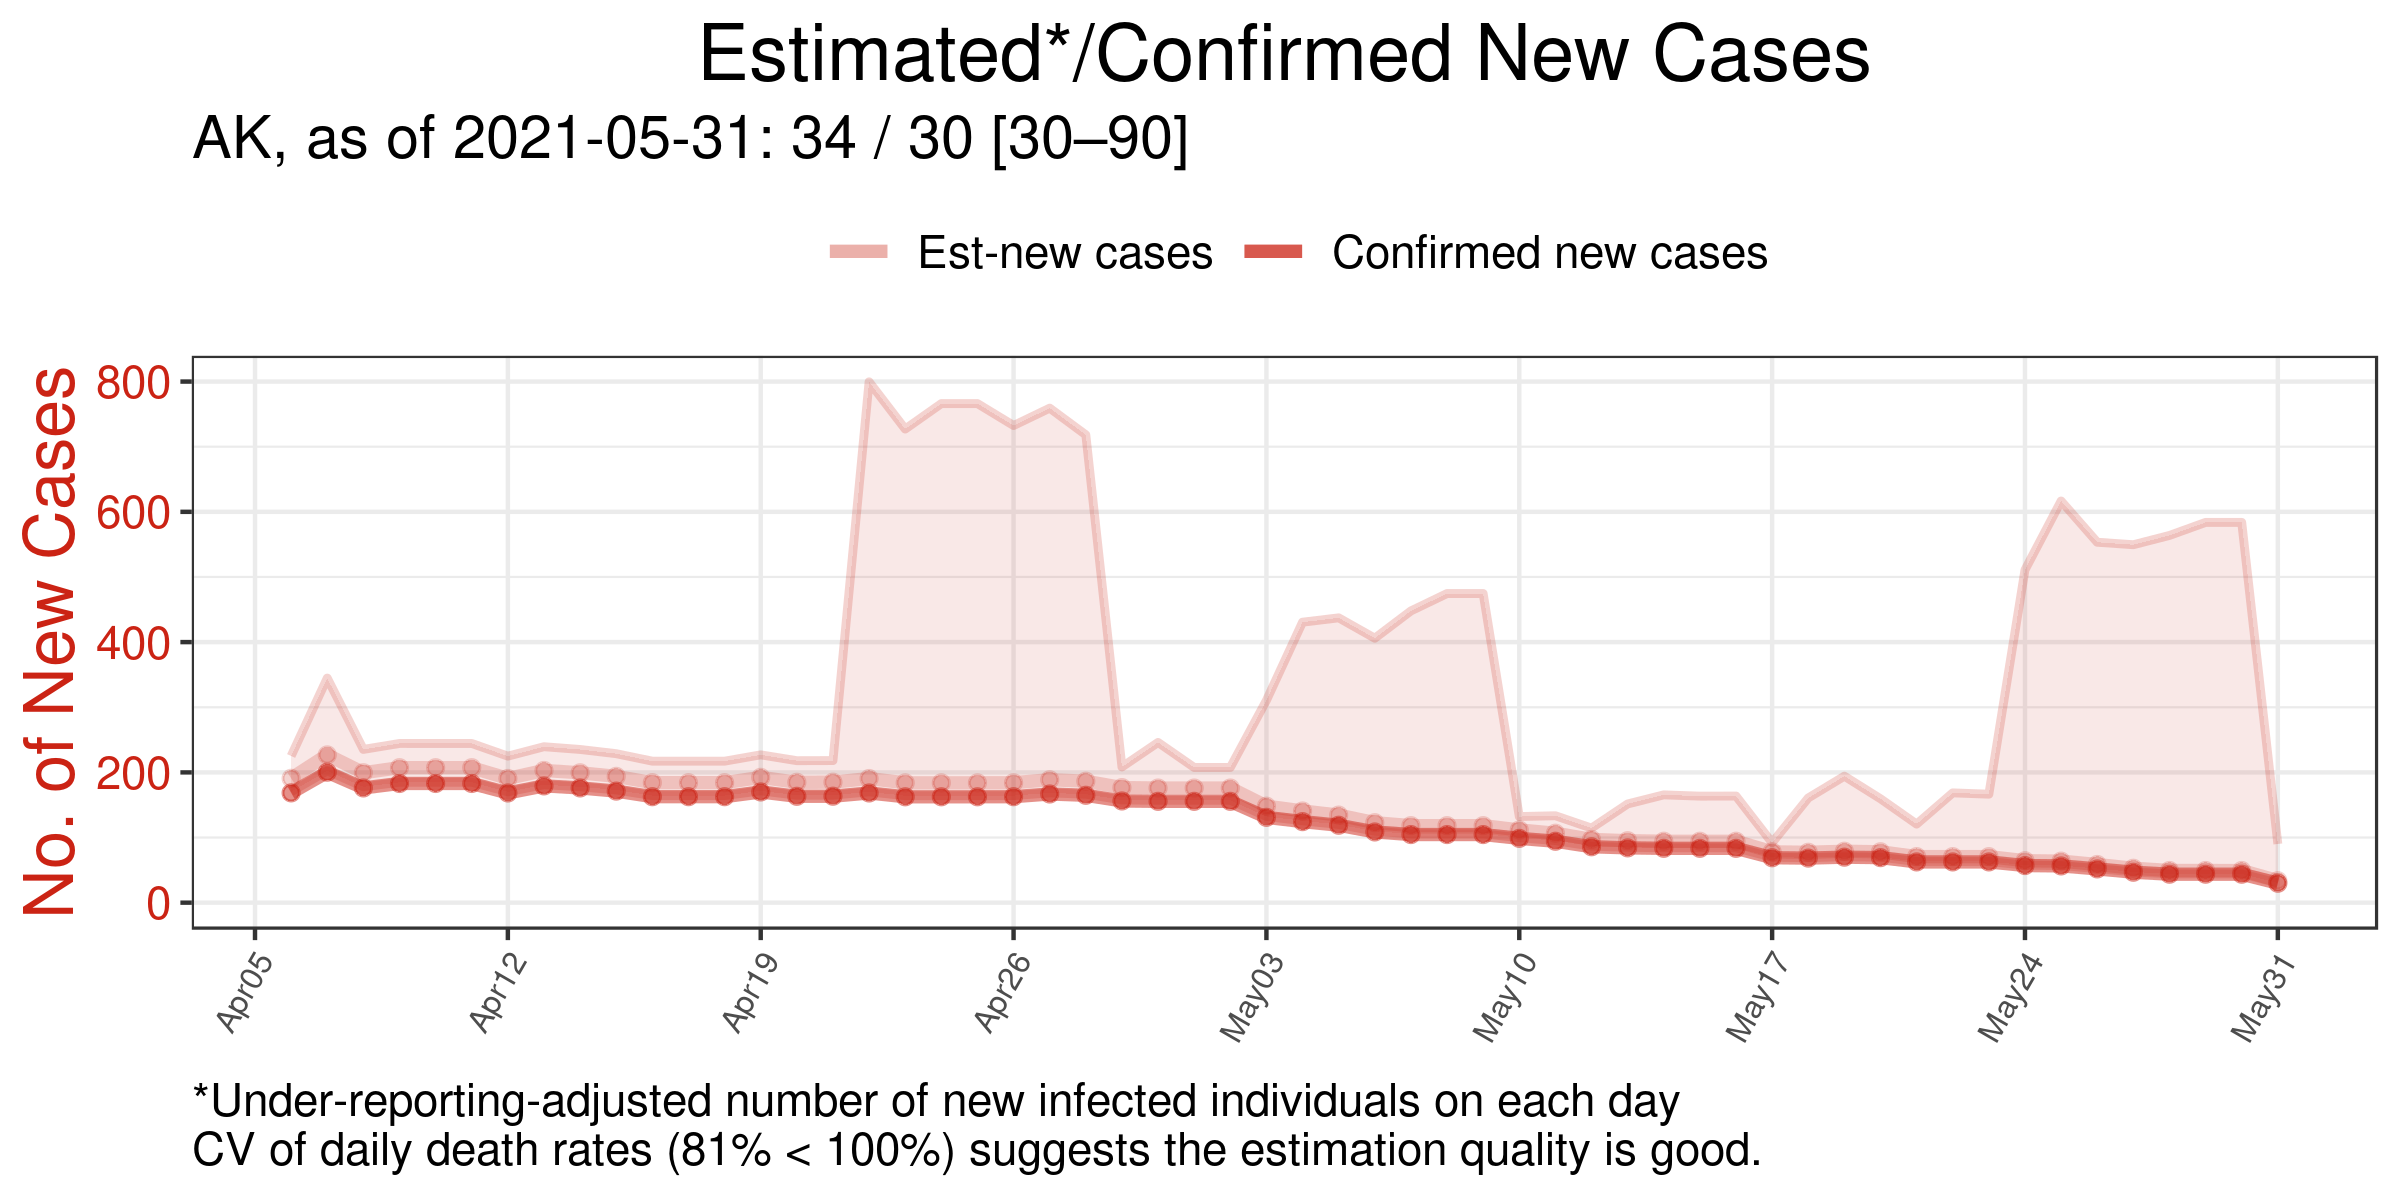 Estimated*/Confirmed New Cases
AK, as of 2021-05-31: 34 / 30 [30–90]
Est-new cases
Confirmed new cases
No. of New Cases
800
600
400
200
0
Apr05
Apr12
Apr19
Apr26
May03
May10
May17
May24
May31
*Under-reporting-adjusted number of new infected individuals on each day
CV of daily death rates (81% < 100%) suggests the estimation quality is good.